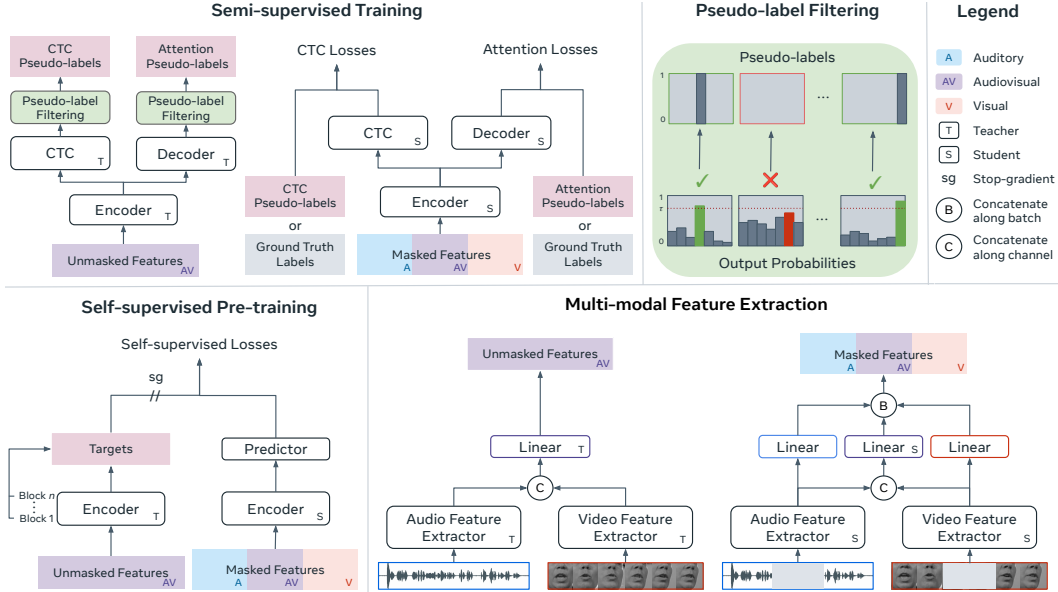 Semi-supervised Training
CTC
Pseudo-labels
Attention
Pseudo-labels
Pseudo-label
Filtering
Pseudo-label
Filtering
CTC
T
Decoder
T
Encoder
T
Unmasked Features
AV
CTC Losses
Attention Losses
CTC
S
Decoder
S
CTC
Pseudo-labels
or
Ground Truth
Labels
Encoder
S
Masked Features
A
AV
V
Attention
Pseudo-labels
or
Ground Truth
Labels
Pseudo-label Filtering
Pseudo-labels
1
0
...
✓
✗
✓
1
τ
0
...
Output Probabilities
Legend
A Auditory
AV Audiovisual
V Visual
T Teacher
S Student
sg Stop-gradient
B Concatenate
along batch
C Concatenate
along channel
Self-supervised Pre-training
Self-supervised Losses
sg
Targets
Predictor
Block n
⋮
Block 1
Encoder
T
Encoder
S
Unmasked Features
AV
Masked Features
A
AV
V
Multi-modal Feature Extraction
Unmasked Features
AV
Linear
T
C
Audio Feature
Extractor
T
Video Feature
Extractor
T
Masked Features
A
AV
V
B
Linear
Linear
S
Linear
C
Audio Feature
Extractor
S
Video Feature
Extractor
S